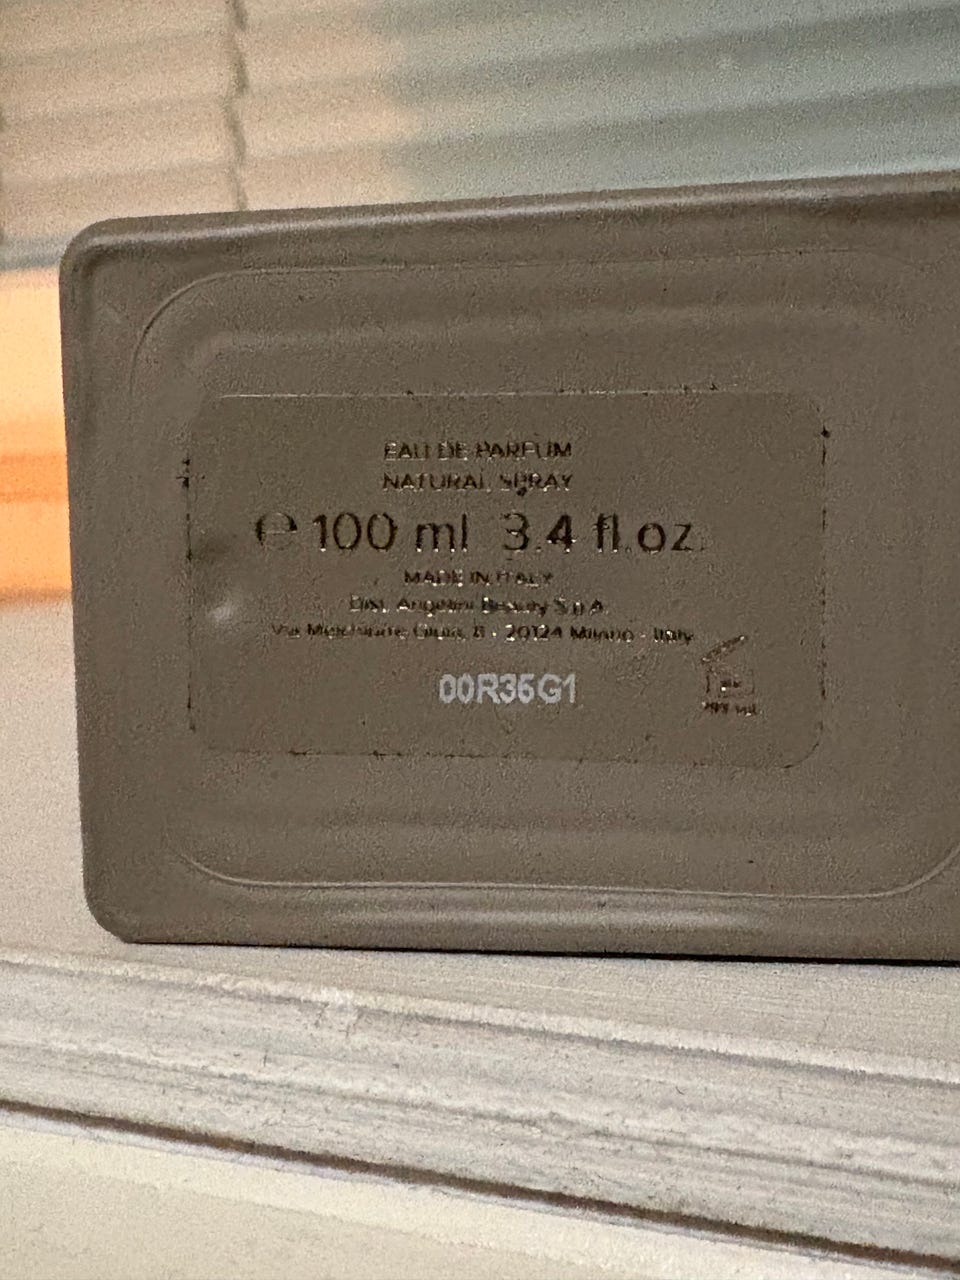 EAU DE PARFUM
NATURAL SPRAY
℮ 100 ml 3.4 fl.oz.
MADE IN ITALY
Dist. Angelini Beauty S.p.A.
Via Melchiorre Gioia, 8 - 20124 Milano - Italy
00R36G1